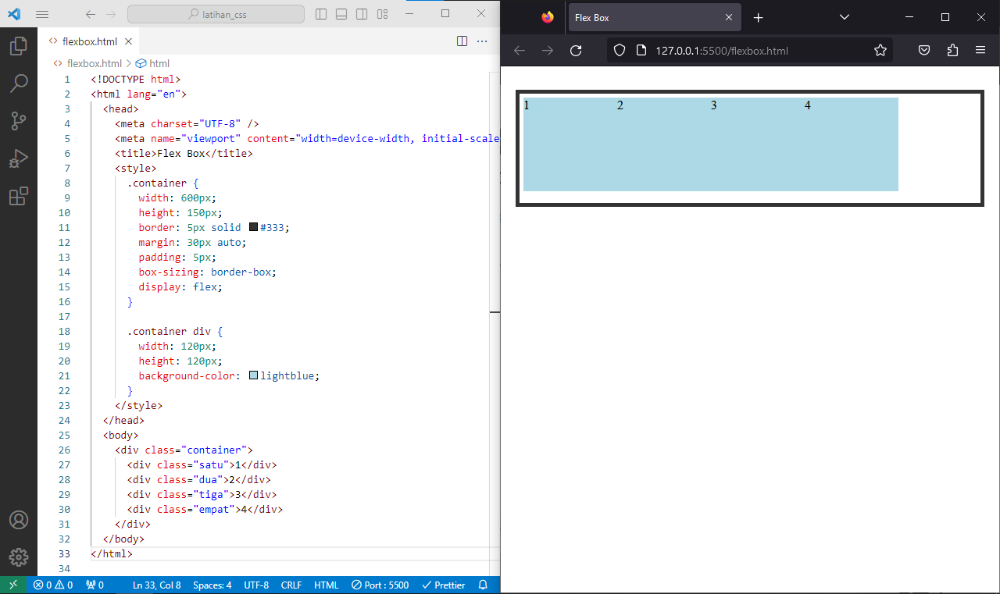 latihan_css
flexbox.html
flexbox.html > html
1 <!DOCTYPE html>
2 <html lang="en">
3 <head>
4 <meta charset="UTF-8" />
5 <meta name="viewport" content="width=device-width, initial-scale
6 <title>Flex Box</title>
7 <style>
8 .container {
9 width: 600px;
10 height: 150px;
11 border: 5px solid #333;
12 margin: 30px auto;
13 padding: 5px;
14 box-sizing: border-box;
15 display: flex;
16 }
17
18 .container div {
19 width: 120px;
20 height: 120px;
21 background-color: lightblue;
22 }
23 </style>
24 </head>
25 <body>
26 <div class="container">
27 <div class="satu">1</div>
28 <div class="dua">2</div>
29 <div class="tiga">3</div>
30 <div class="empat">4</div>
31 </div>
32 </body>
33 </html>
34
0 0 0 Ln 33, Col 8 Spaces: 4 UTF-8 CRLF HTML Port : 5500 Prettier
Flex Box
127.0.0.1:5500/flexbox.html
1 2 3 4